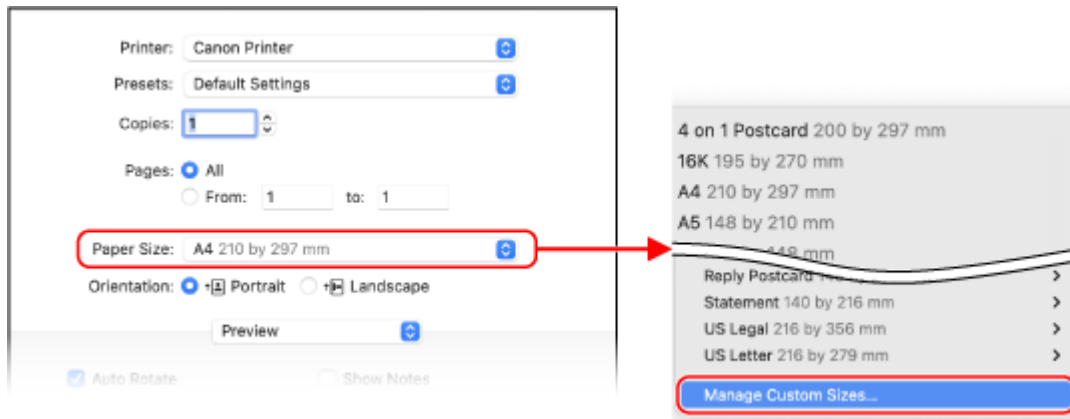 Printer: Canon Printer
Presets: Default Settings
Copies: 1
Pages: All
From: 1 to: 1
Paper Size: A4 210 by 297 mm
Orientation: Portrait Landscape
Preview
Auto Rotate Show Notes
4 on 1 Postcard 200 by 297 mm
16K 195 by 270 mm
A4 210 by 297 mm
A5 148 by 210 mm
148 mm
Reply Postcard
Statement 140 by 216 mm
US Legal 216 by 356 mm
US Letter 216 by 279 mm
Manage Custom Sizes...